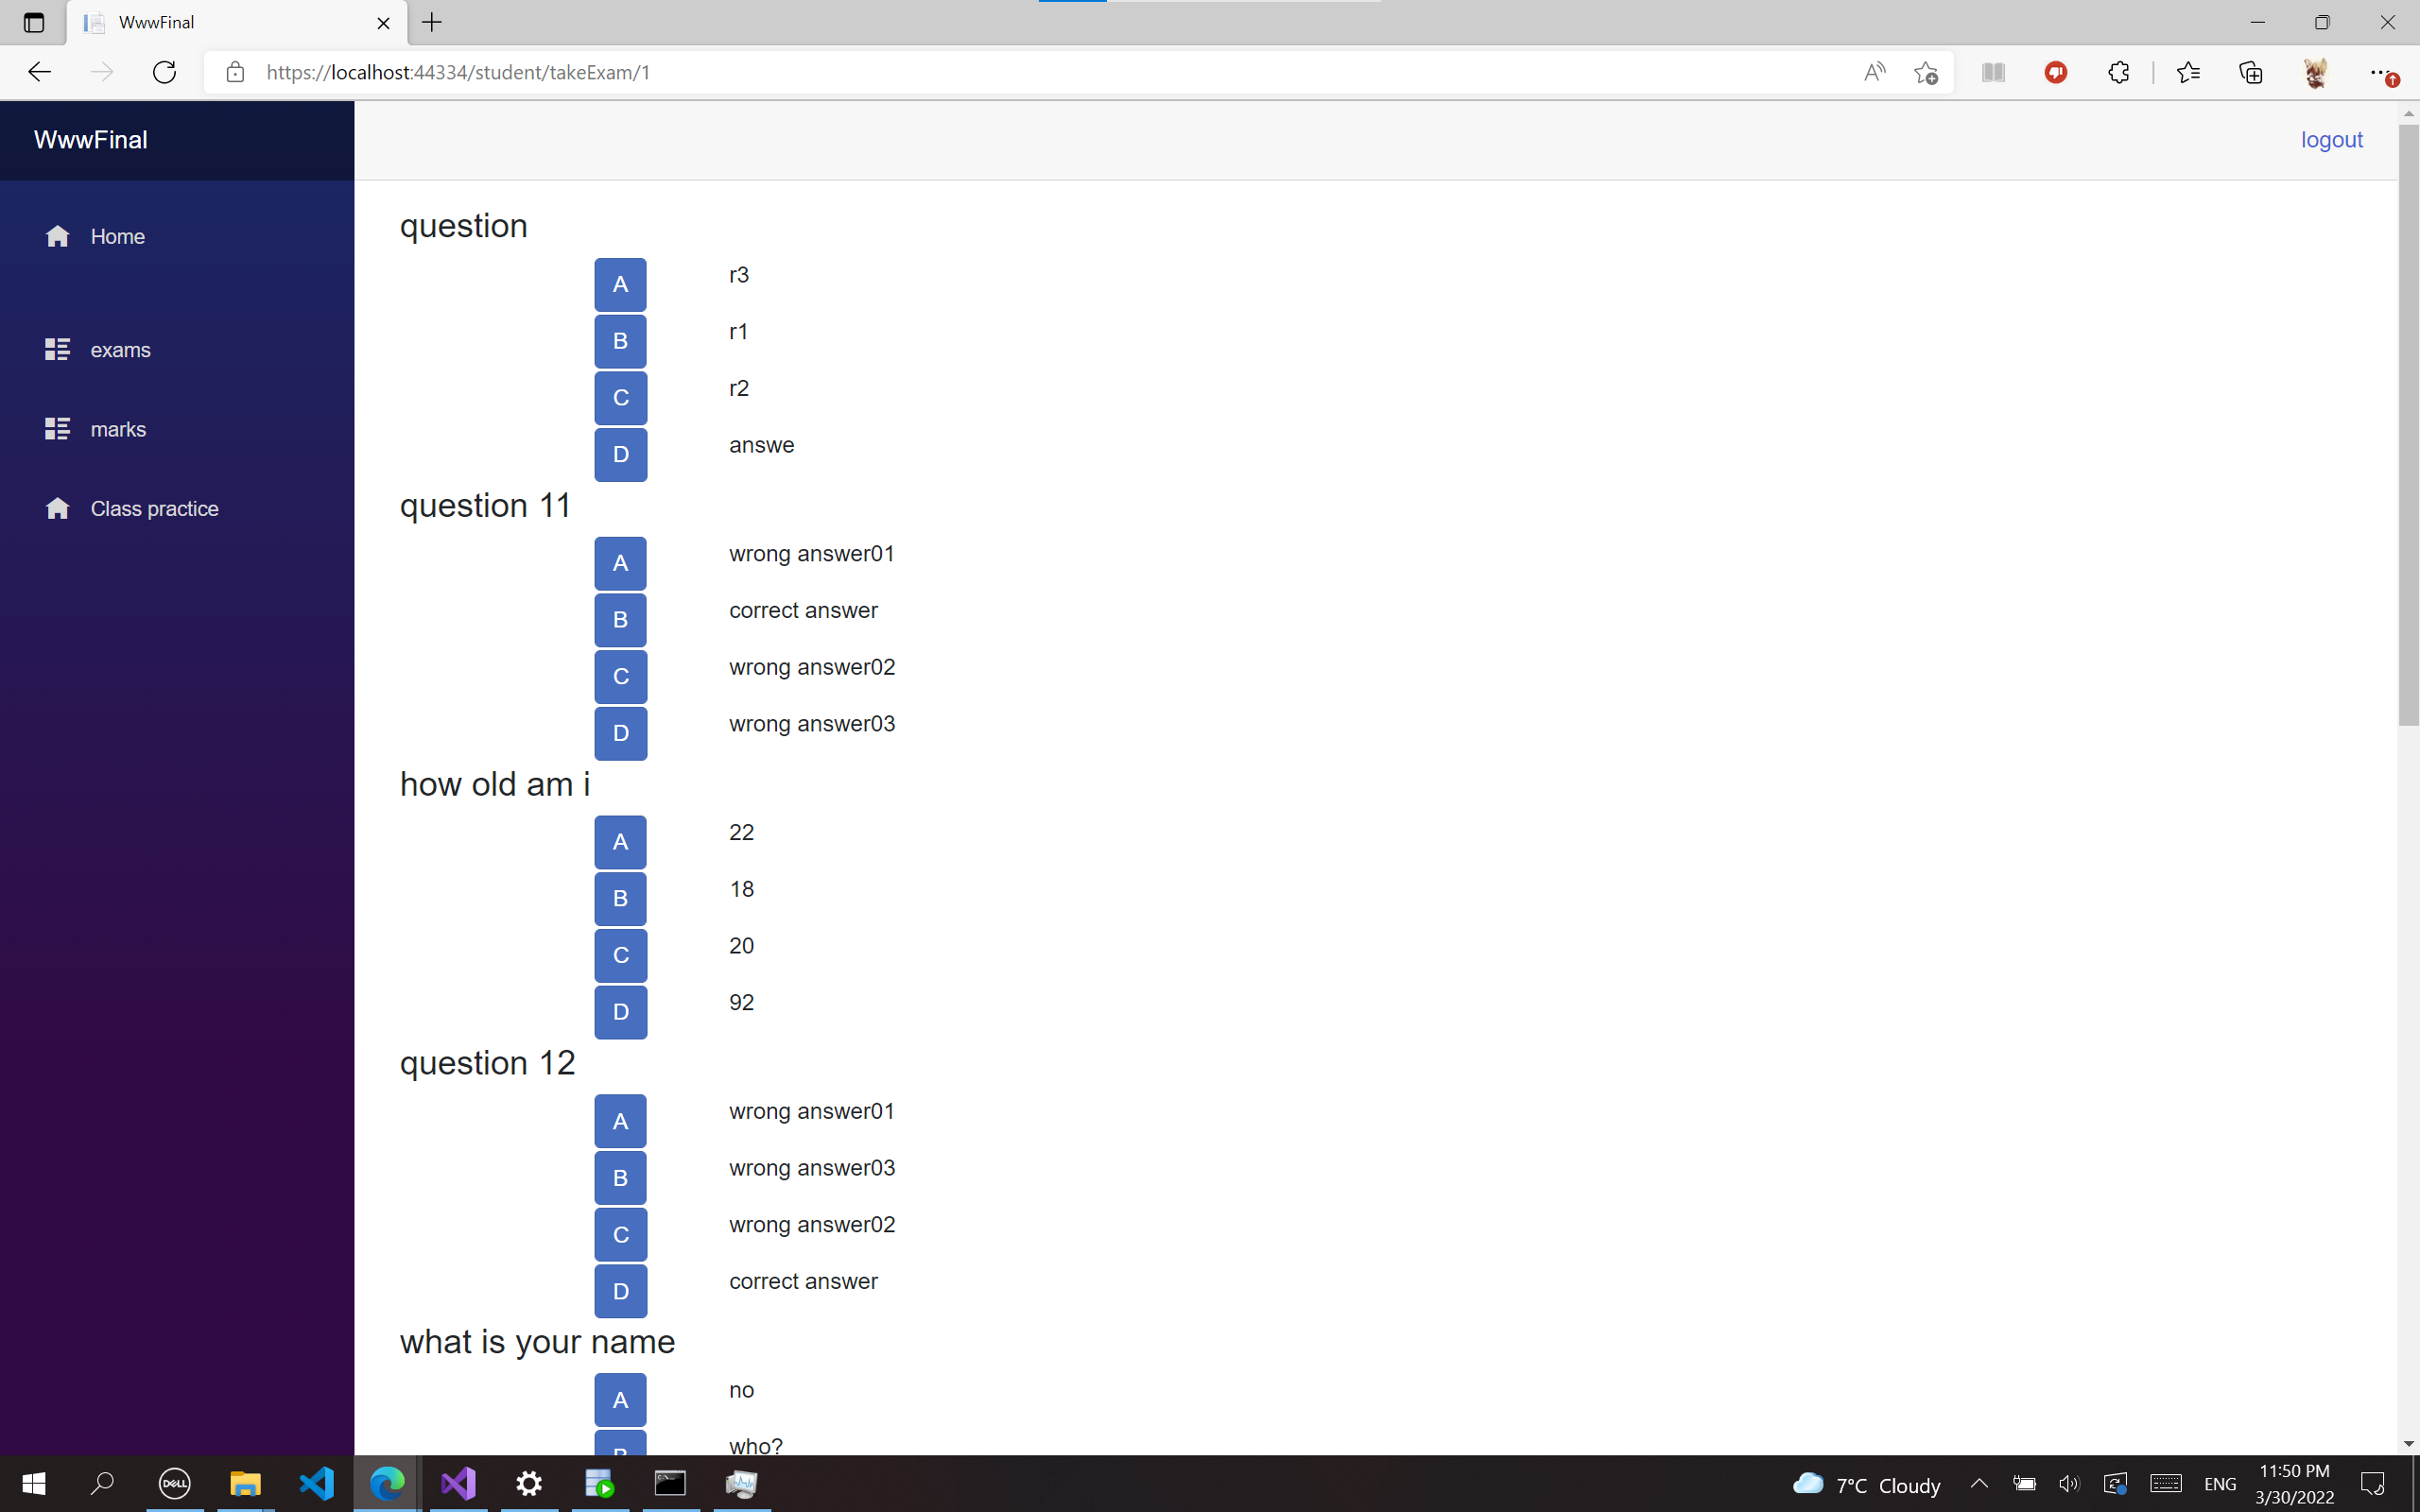 WwwFinal
https://localhost:44334/student/takeExam/1
WwwFinal
logout
Home
exams
marks
Class practice
question
A r3
B r1
C r2
D answe
question 11
A wrong answer01
B correct answer
C wrong answer02
D wrong answer03
how old am i
A 22
B 18
C 20
D 92
question 12
A wrong answer01
B wrong answer03
C wrong answer02
D correct answer
what is your name
A no
B who?
DELL
7°C Cloudy
ENG
11:50 PM
3/30/2022